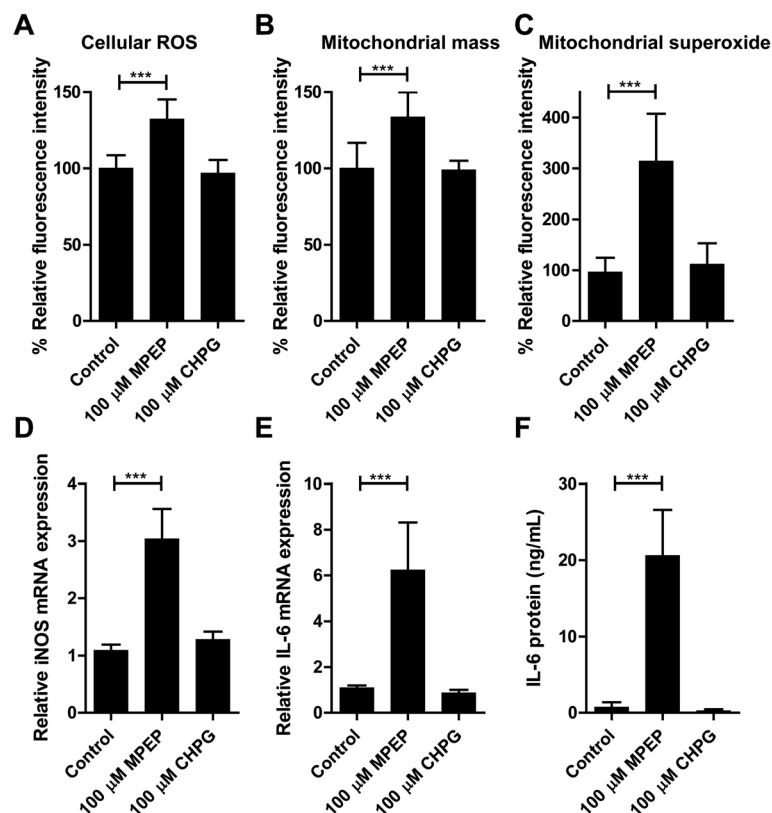 A
Cellular ROS
% Relative fluorescence intensity
150
100
50
0
***
Control
100 μM MPEP
100 μM CHPG
B
Mitochondrial mass
% Relative fluorescence intensity
150
100
50
0
***
Control
100 μM MPEP
100 μM CHPG
C
Mitochondrial superoxide
% Relative fluorescence intensity
400
300
200
100
0
***
Control
100 μM MPEP
100 μM CHPG
D
Relative iNOS mRNA expression
4
3
2
1
0
***
Control
100 μM MPEP
100 μM CHPG
E
Relative IL-6 mRNA expression
10
8
6
4
2
0
***
Control
100 μM MPEP
100 μM CHPG
F
IL-6 protein (ng/mL)
30
20
10
0
***
Control
100 μM MPEP
100 μM CHPG